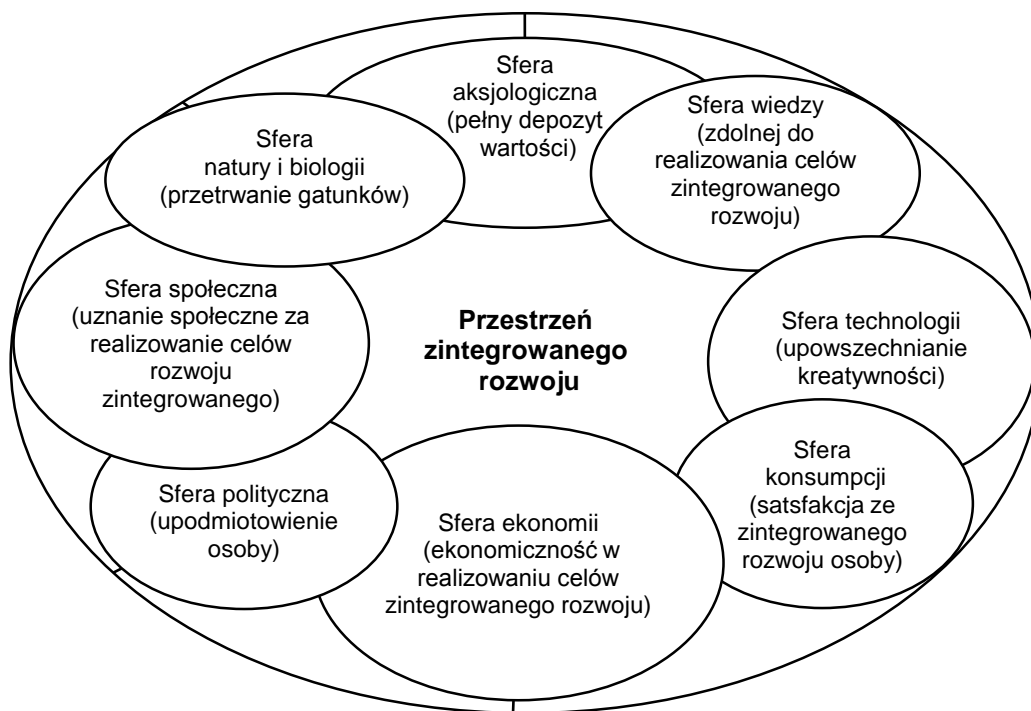 Sfera
aksjologiczna
(pełny depozyt
wartości)
Sfera wiedzy
(zdolnej do
realizowania celów
zintegrowanego
rozwoju)
Sfera
natury i biologii
(przetrwanie gatunków)
Sfera społeczna
(uznanie społeczne za
realizowanie celów
rozwoju
zintegrowanego)
Przestrzeń
zintegrowanego
rozwoju
Sfera technologii
(upowszechnianie
kreatywności)
Sfera
konsumpcji
(satsfakcja ze
zintegrowanego
rozwoju osoby)
Sfera polityczna
(upodmiotowienie
osoby)
Sfera ekonomii
(ekonomiczność w
realizowaniu celów
zintegrowanego rozwoju)